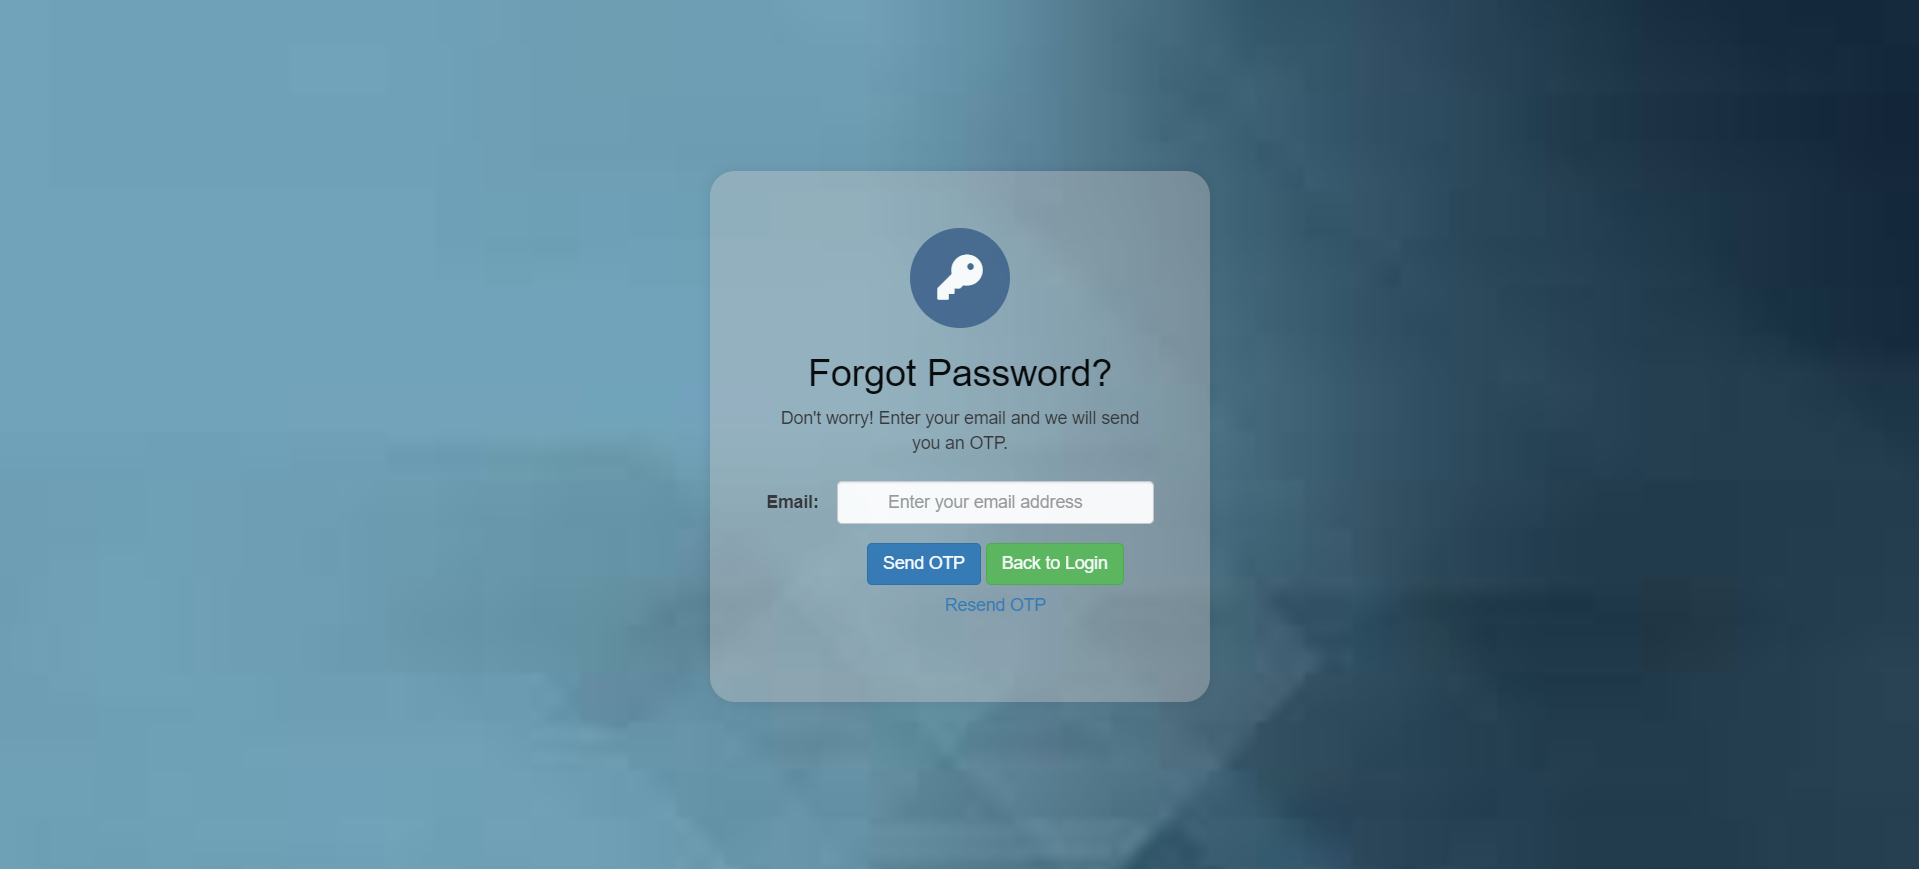 Forgot Password?
Don't worry! Enter your email and we will send
you an OTP.
Email: Enter your email address
Send OTP Back to Login
Resend OTP